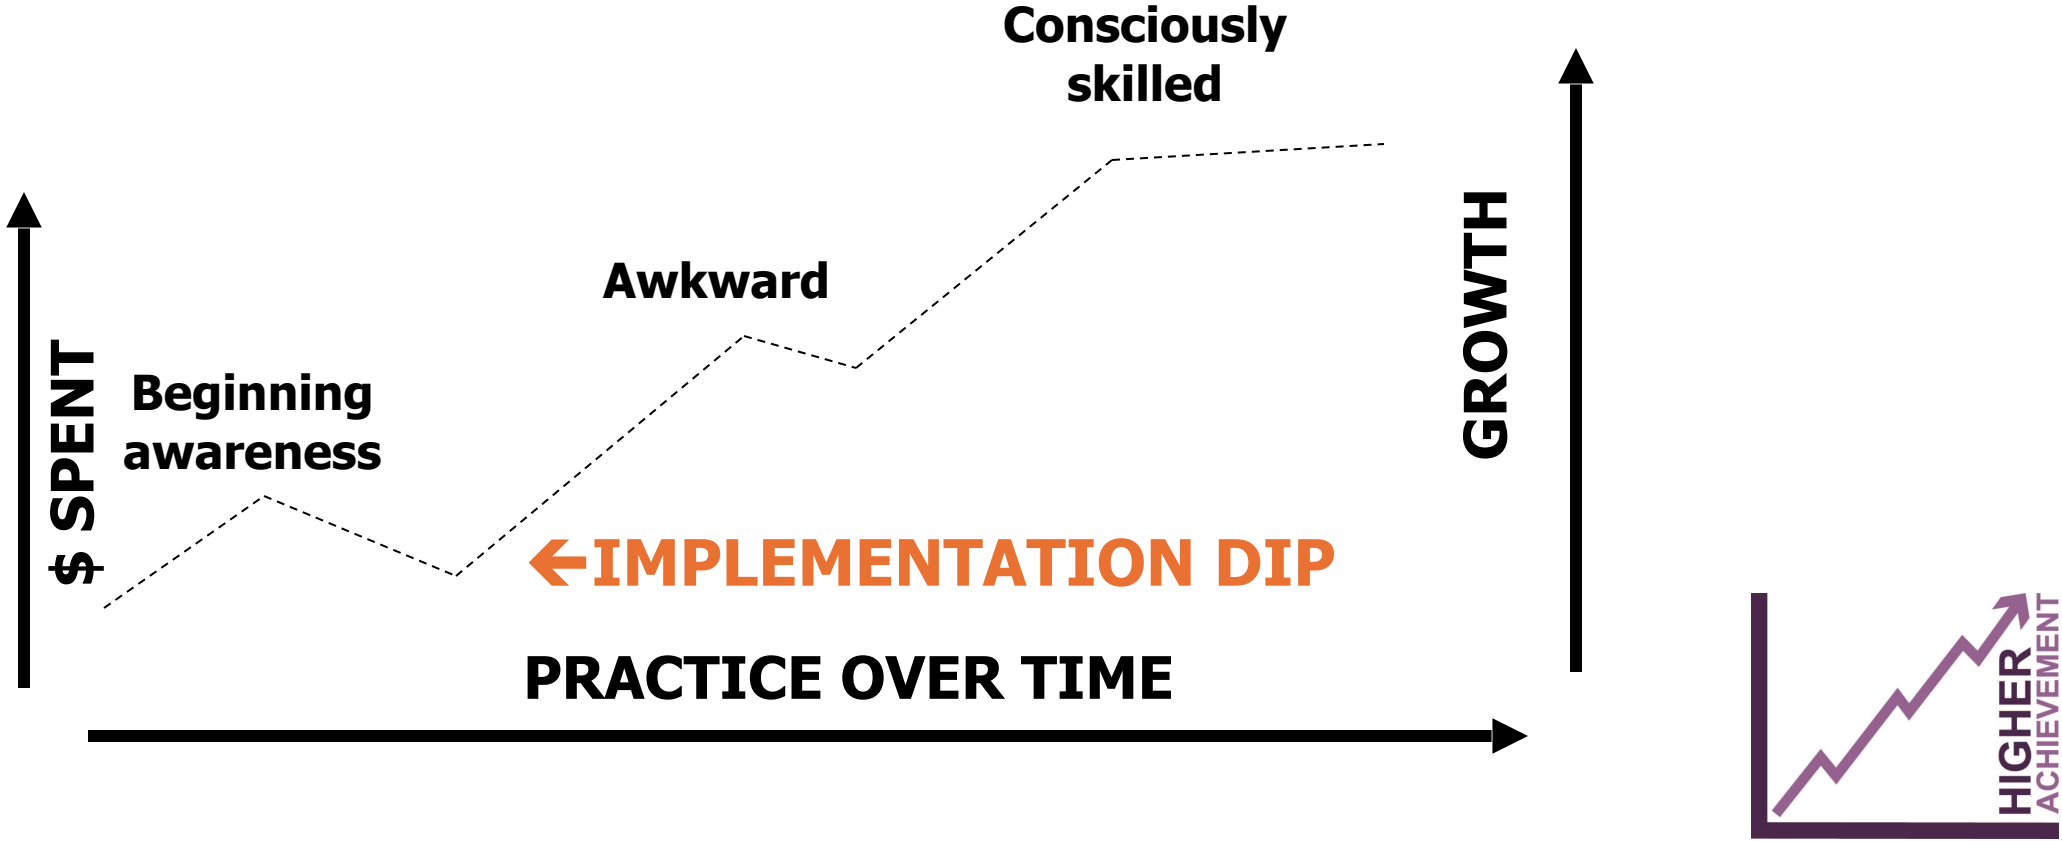 Consciously
skilled
Awkward
Beginning
awareness
$ SPENT
GROWTH
←IMPLEMENTATION DIP
PRACTICE OVER TIME
HIGHER
ACHIEVEMENT